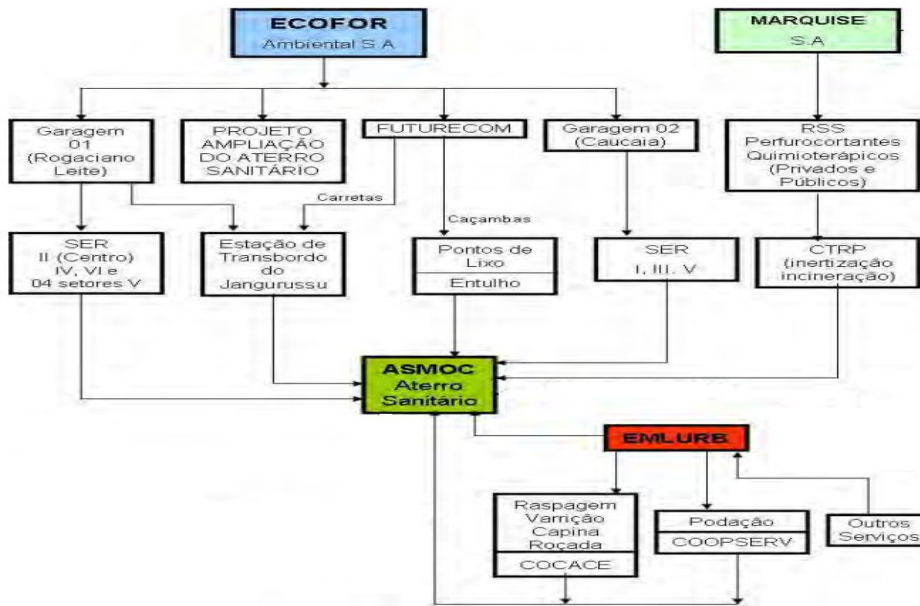 ECOFOR
Ambiental S.A
MARQUISE
S.A
Garagem
01
(Rogaciano
Leite)
PROJETO
AMPLIAÇÃO
DO ATERRO
SANITÁRIO
FUTURECOM
Garagem 02
(Caucaia)
RSS
Perfurocortantes
Quimioterápicos
(Privados e
Públicos)
Carretas
Caçambas
SER
II (Centro)
IV, VI e
04 setores V
Estação de
Transbordo
do
Jangurussu
Pontos de
Lixo
Entulho
SER
I, III. V
CTRP
(inertização
incineração)
ASMOC
Aterro
Sanitário
EMLURB
Raspagem
Varrição
Capina
Roçada
COCACE
Podação
COOPSERV
Outros
Serviços